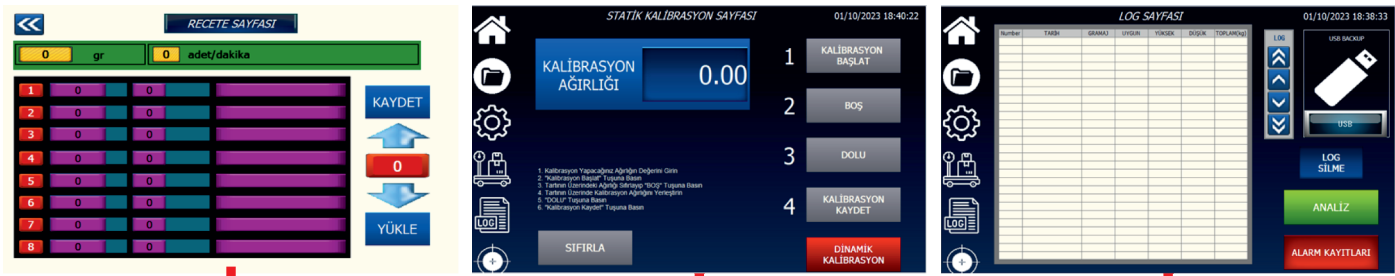 RECETE SAYFASI
0 gr 0 adet/dakika
1 0 0
2 0 0
3 0 0
4 0 0
5 0 0
6 0 0
7 0 0
8 0 0
KAYDET
0
YÜKLE
STATİK KALİBRASYON SAYFASI
01/10/2023 18:40:22
KALİBRASYON
AĞIRLIĞI
0.00
1. Kalibrasyon Yapacağınız Ağırlığın Değerini Girin
2. "Kalibrasyon Başlat" Tuşuna Basın
3. Tartının Üzerindeki Ağırlığı Sıfırlayıp "BOŞ" Tuşuna Basın
4. Tartının Üzerinde Kalibrasyon Ağırlığını Yerleştirin
5. "DOLU" Tuşuna Basın
6. "Kalibrasyon Kaydet" Tuşuna Basın
SIFIRLA
1 KALİBRASYON
BAŞLAT
2 BOŞ
3 DOLU
4 KALİBRASYON
KAYDET
DİNAMİK
KALİBRASYON
LOG
LOG SAYFASI
01/10/2023 18:38:33
Number TARİH GRAMAJ UYGUN YÜKSEK DÜŞÜK TOPLAM(kg)
LOG
USB BACKUP
USB
LOG
SİLME
ANALİZ
ALARM KAYITLARI
LOG